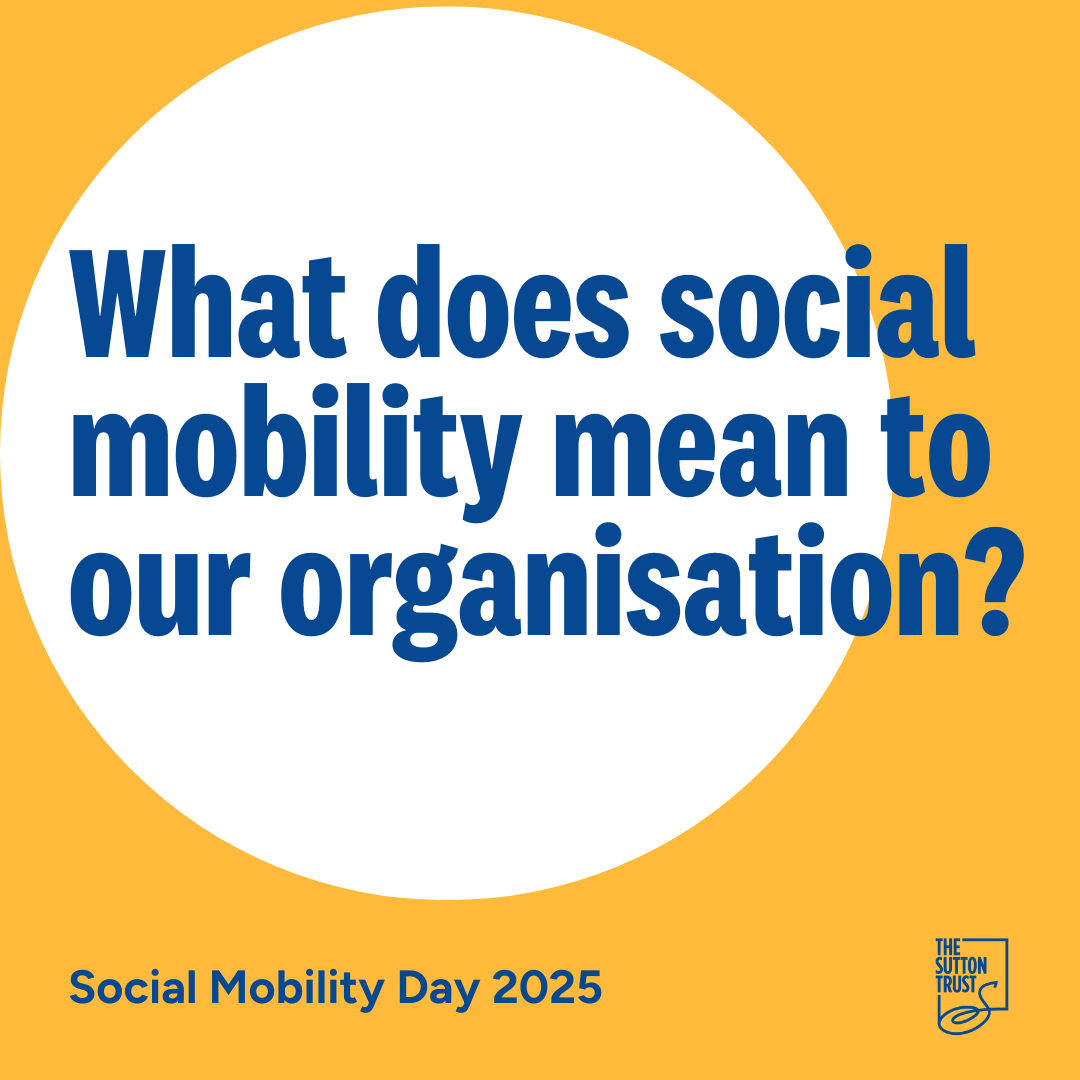 What does social
mobility mean to
our organisation?
Social Mobility Day 2025
THE
SUTTON
TRUST